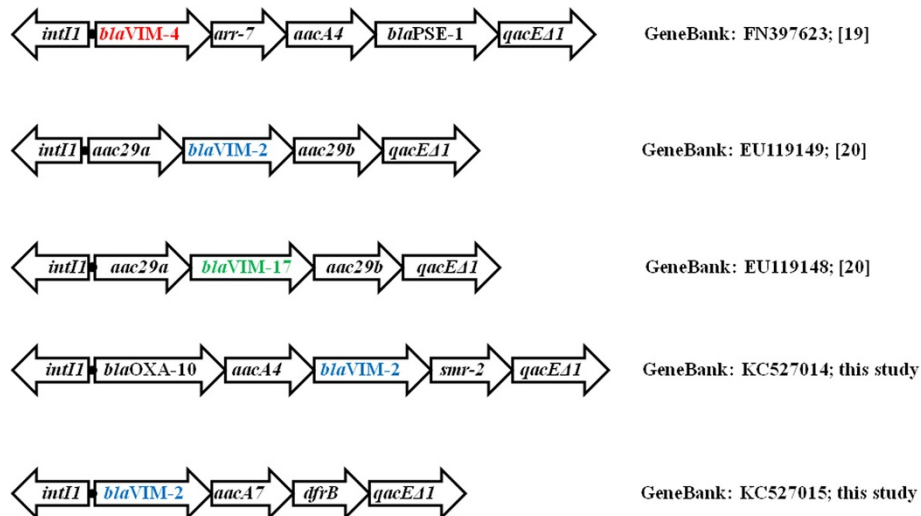 intI1 blaVIM-4 arr-7 aacA4 blaPSE-1 qacEΔ1 GeneBank: FN397623; [19]
intI1 aac29a blaVIM-2 aac29b qacEΔ1 GeneBank: EU119149; [20]
intI1 aac29a blaVIM-17 aac29b qacEΔ1 GeneBank: EU119148; [20]
intI1 blaOXA-10 aacA4 blaVIM-2 smr-2 qacEΔ1 GeneBank: KC527014; this study
intI1 blaVIM-2 aacA7 dfrB qacEΔ1 GeneBank: KC527015; this study